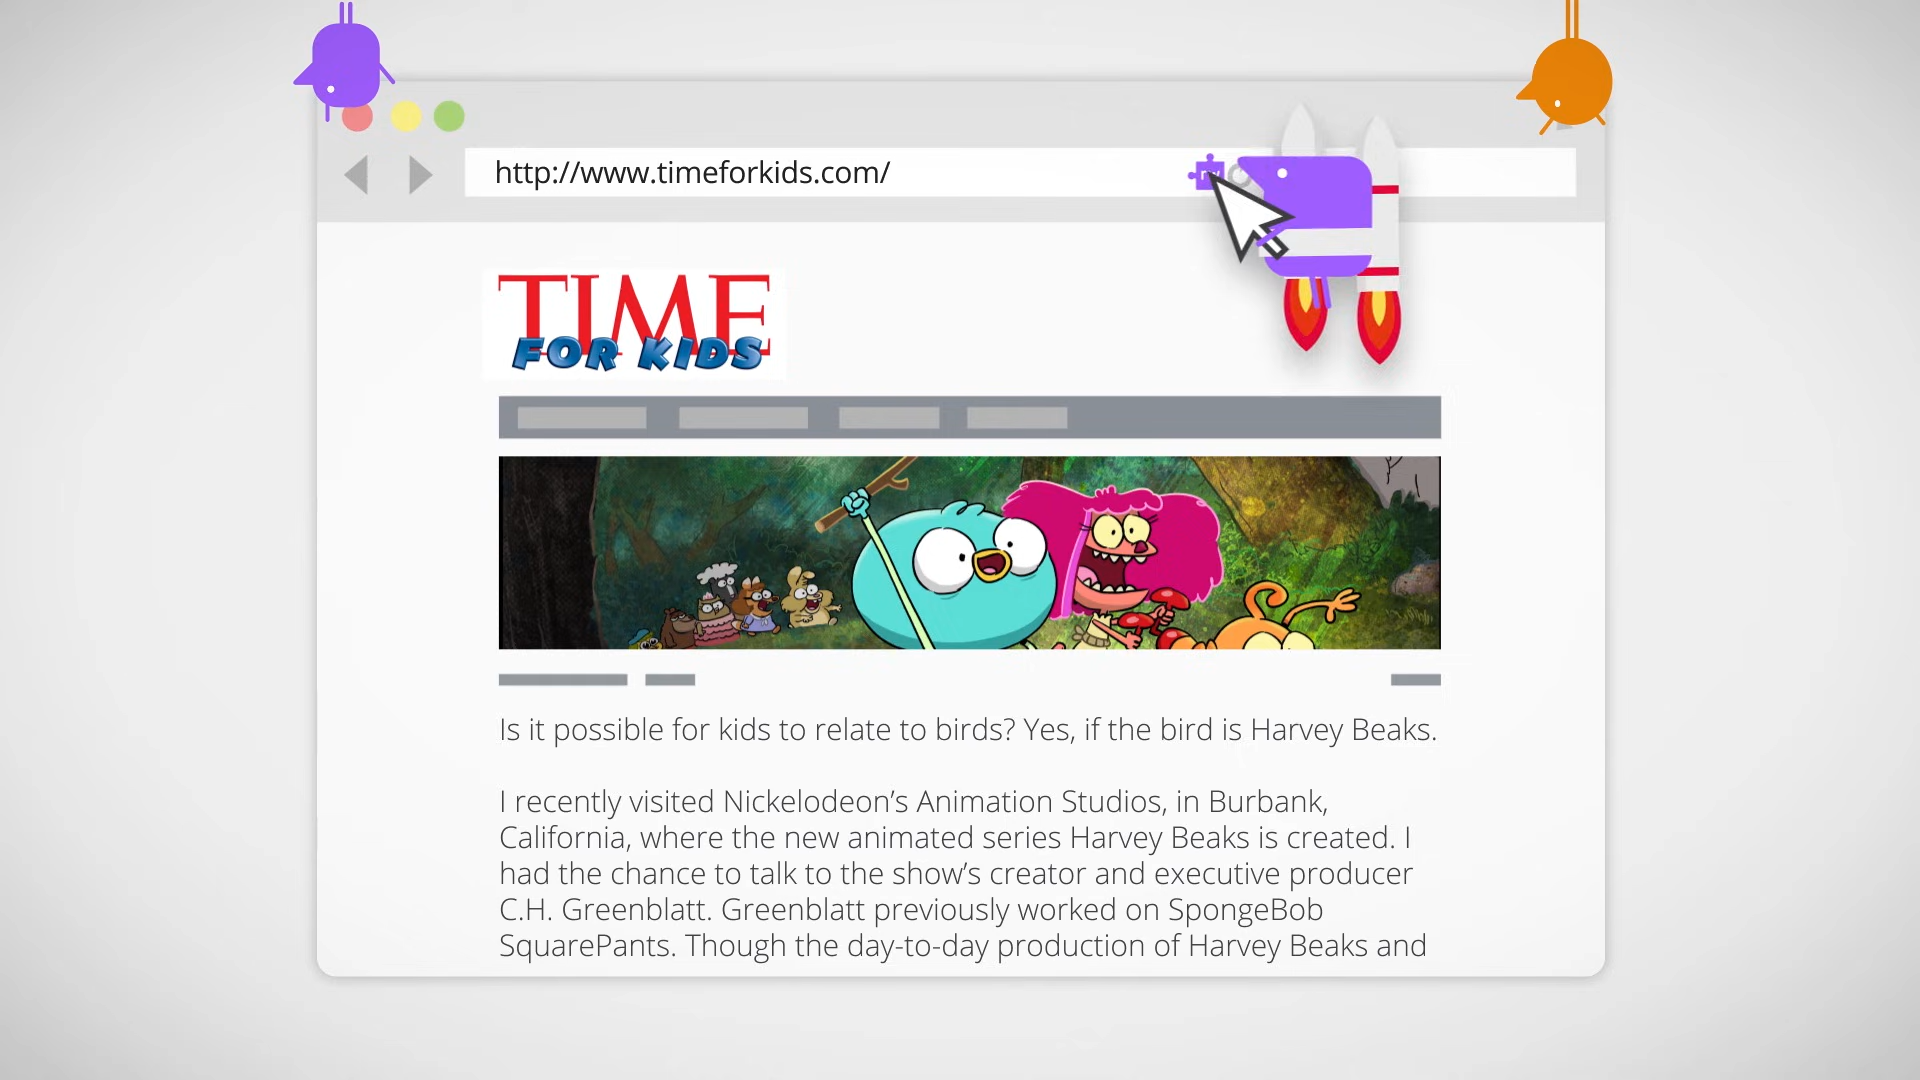 http://www.timeforkids.com/
TIME
FOR KIDS
Is it possible for kids to relate to birds? Yes, if the bird is Harvey Beaks.
I recently visited Nickelodeon’s Animation Studios, in Burbank,
California, where the new animated series Harvey Beaks is created. I
had the chance to talk to the show’s creator and executive producer
C.H. Greenblatt. Greenblatt previously worked on SpongeBob
SquarePants. Though the day-to-day production of Harvey Beaks and